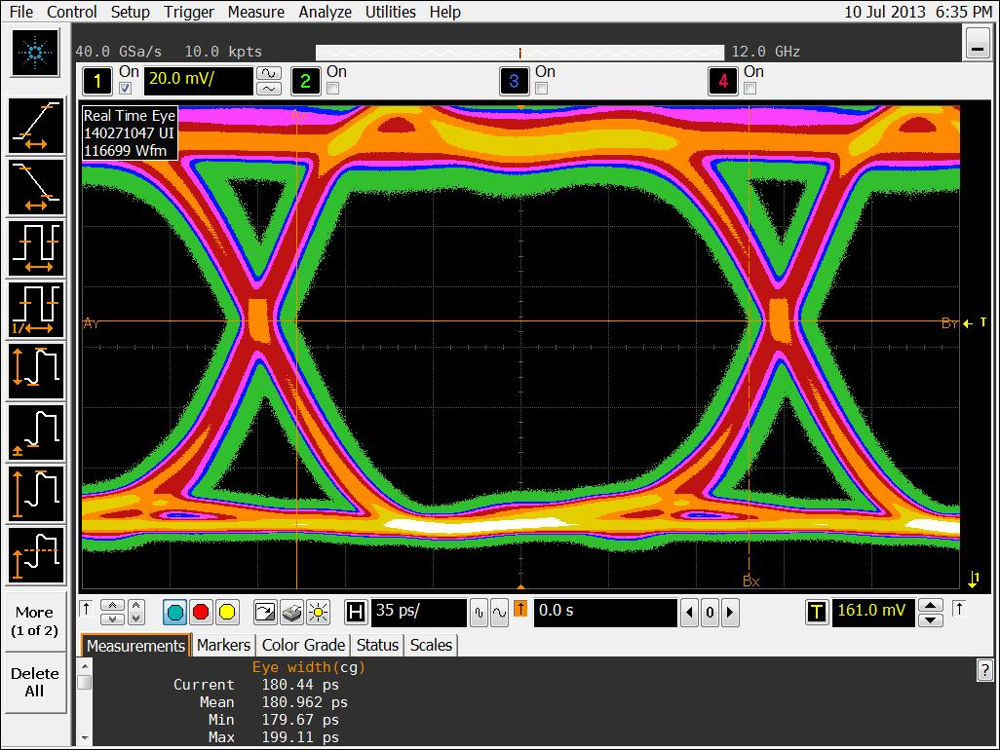 File Control Setup Trigger Measure Analyze Utilities Help 10 Jul 2013 6:35 PM
40.0 GSa/s 10.0 kpts 12.0 GHz
1 On 20.0 mV/ 2 On 3 On 4 On
Real Time Eye
140271047 UI
116699 Wfm
Ax
Ay By T
Bx
1
1/
More
(1 of 2)
Delete
All
H 35 ps/ 0.0 s 0 T 161.0 mV
Measurements Markers Color Grade Status Scales
Eye width(cg) ?
Current 180.44 ps
Mean 180.962 ps
Min 179.67 ps
Max 199.11 ps